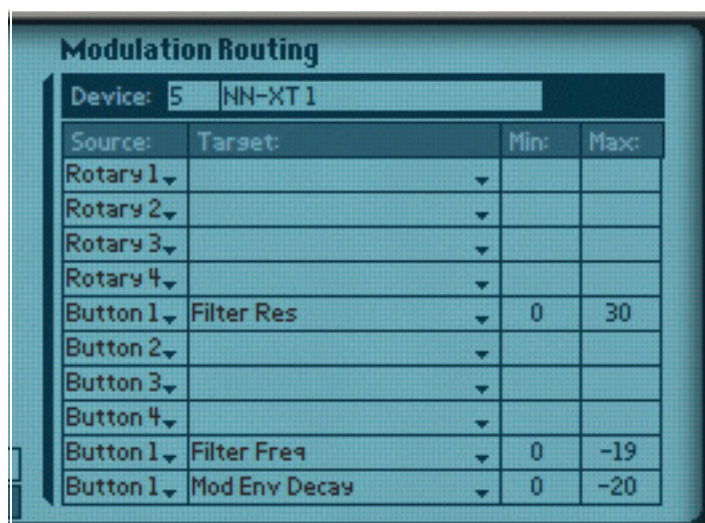 Modulation Routing
Device: 5 NN-XT 1
Source: Target: Min: Max:
Rotary 1
Rotary 2
Rotary 3
Rotary 4
Button 1 Filter Res 0 30
Button 2
Button 3
Button 4
Button 1 Filter Freq 0 -19
Button 1 Mod Env Decay 0 -20